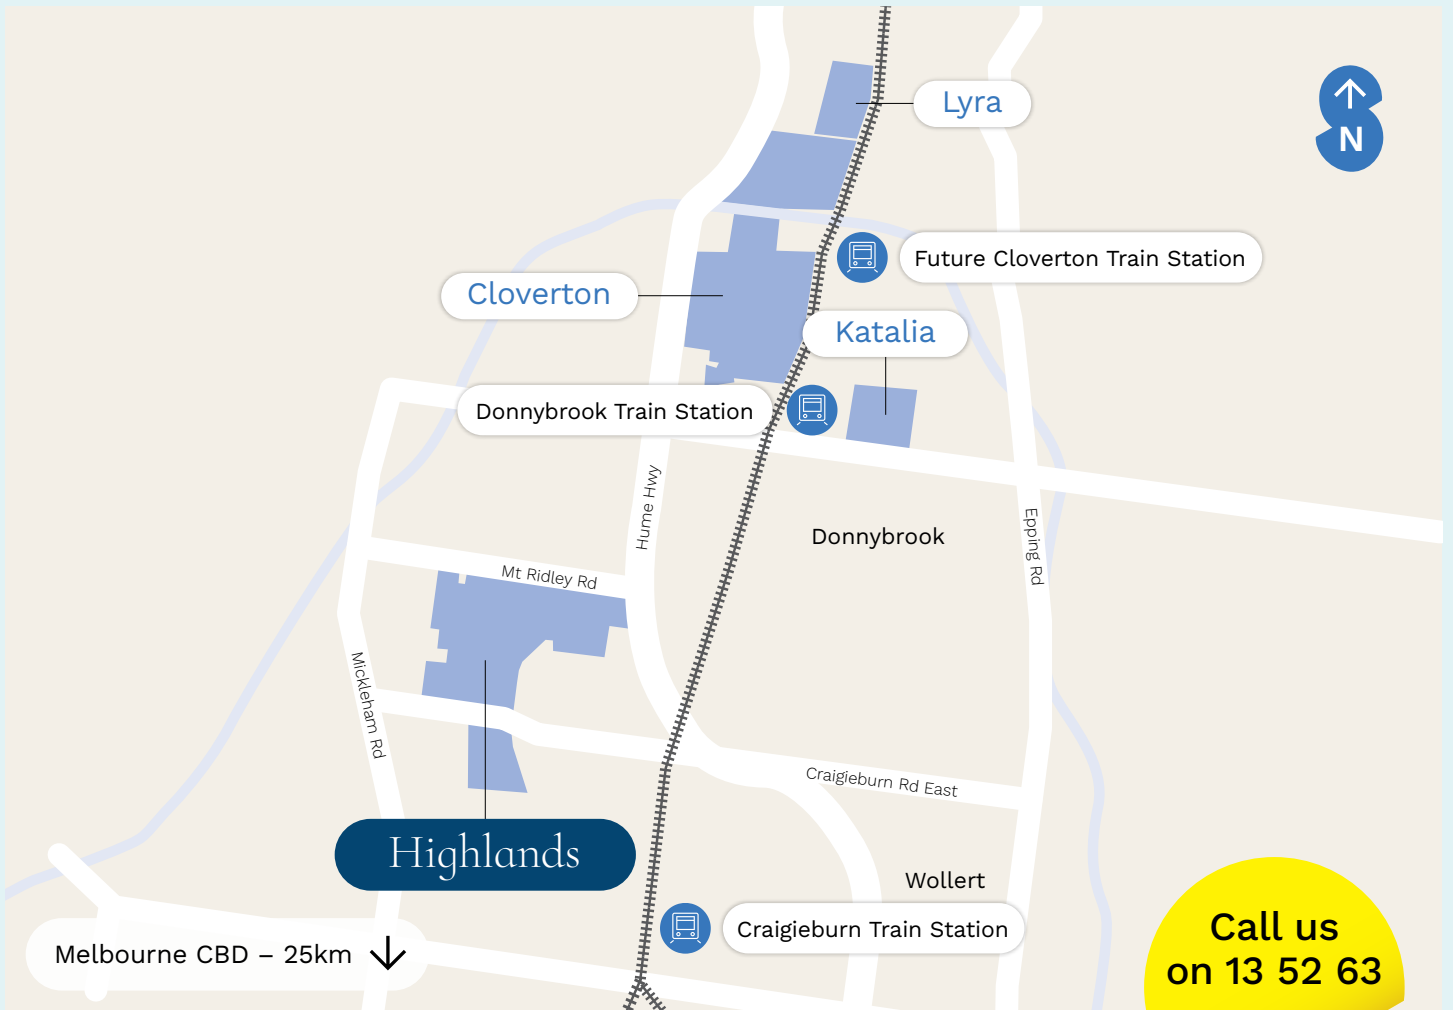 Lyra
N
Future Cloverton Train Station
Cloverton
Katalia
Donnybrook Train Station
Hume Hwy
Epping Rd
Donnybrook
Mt Ridley Rd
Mickleham Rd
Craigieburn Rd East
Highlands
Wollert
Craigieburn Train Station
Melbourne CBD – 25km
Call us
on 13 52 63